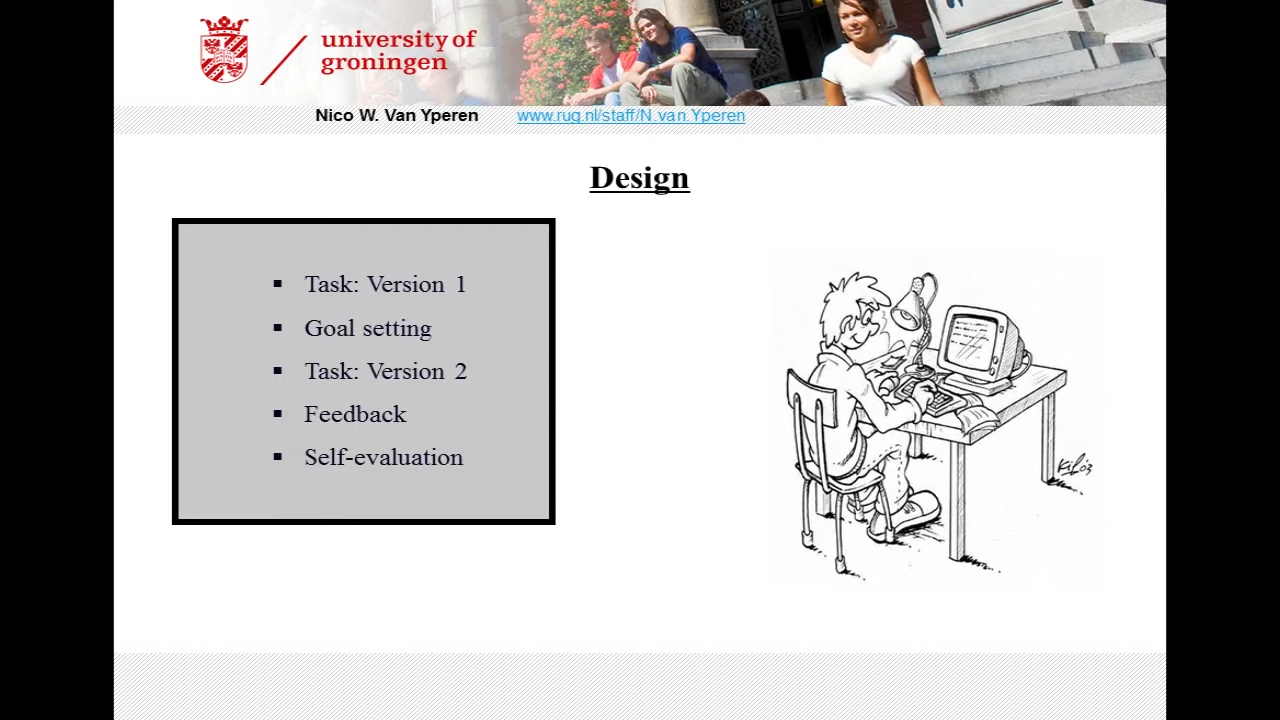 university of
groningen
Nico W. Van Yperen www.rug.nl/staff/N.van.Yperen
Design
▪ Task: Version 1
▪ Goal setting
▪ Task: Version 2
▪ Feedback
▪ Self-evaluation